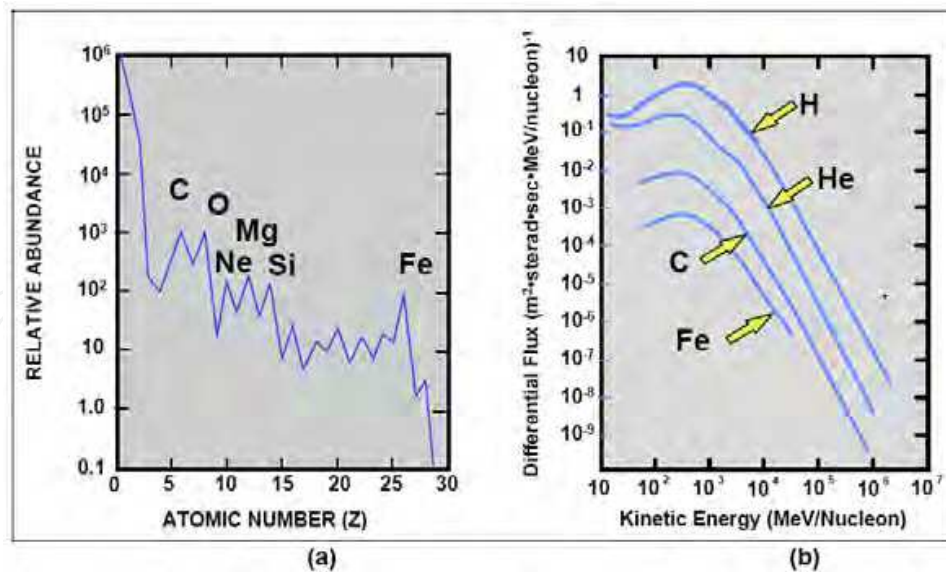 RELATIVE ABUNDANCE
10⁶
10⁵
10⁴
10³
10²
10
1.0
0.1
C
O
Mg
Ne
Si
Fe
0 5 10 15 20 25 30
ATOMIC NUMBER (Z)
(a)
Differential Flux (m²•sterad•sec•MeV/nucleon)⁻¹
10
1
10⁻¹
10⁻²
10⁻³
10⁻⁴
10⁻⁵
10⁻⁶
10⁻⁷
10⁻⁸
10⁻⁹
H
He
C
Fe
10 10² 10³ 10⁴ 10⁵ 10⁶ 10⁷
Kinetic Energy (MeV/Nucleon)
(b)